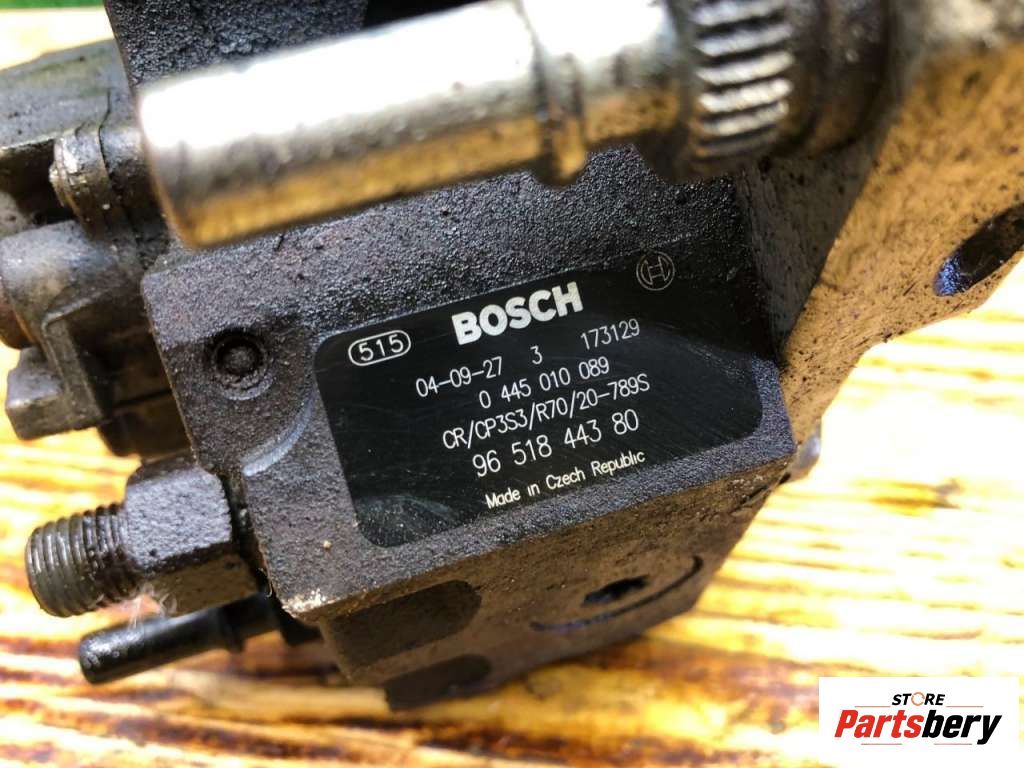 BOSCH
515
04-09-27 3 173129
0 445 010 089
CR/CP3S3/R70/20-789S
96 518 443 80
Made in Czech Republic
STORE
Partsbery